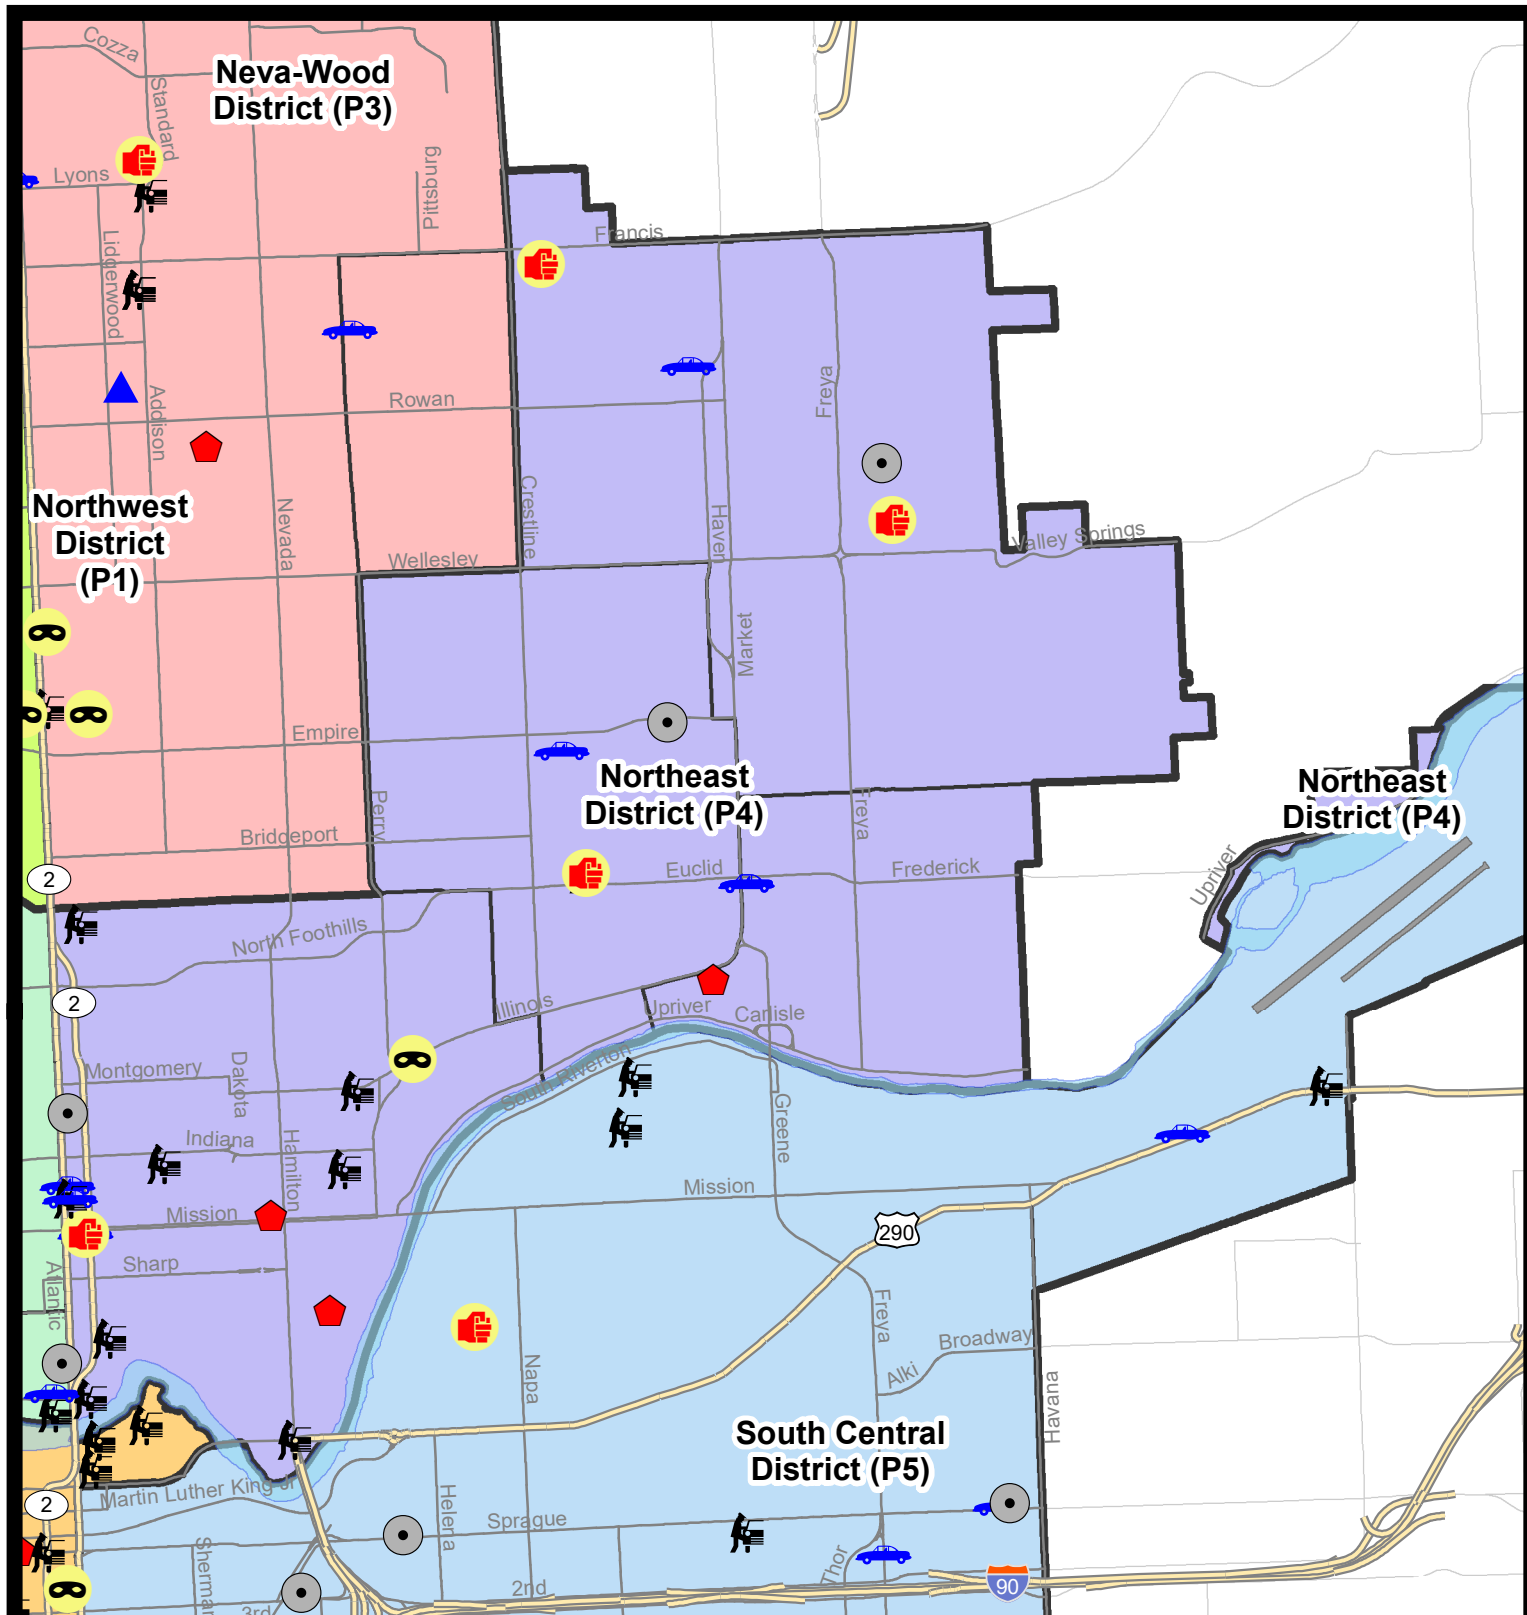 Cozza
Neva-Wood
District (P3)
Standard
Lyons
Pittsburg
Francis
Lidgerwood
Rowan
Freya
Addison
Northwest
District
(P1)
Nevada
Crestline
Haven
Valley Springs
Wellesley
Market
Empire
Northeast
District (P4)
Northeast
District (P4)
Perry
Freya
Bridgeport
Euclid
Frederick
Upriver
2
North Foothills
2
Illinois
Upriver
Carlisle
Montgomery
Dakota
South Riverton
Greene
Indiana
Hamilton
Mission
Mission
290
Sharp
Atlantic
Freya
Broadway
Alki
Napa
Havana
South Central
District (P5)
Martin Luther King Jr
2
Helena
Sprague
Sherman
Thor
2nd
90
3rd